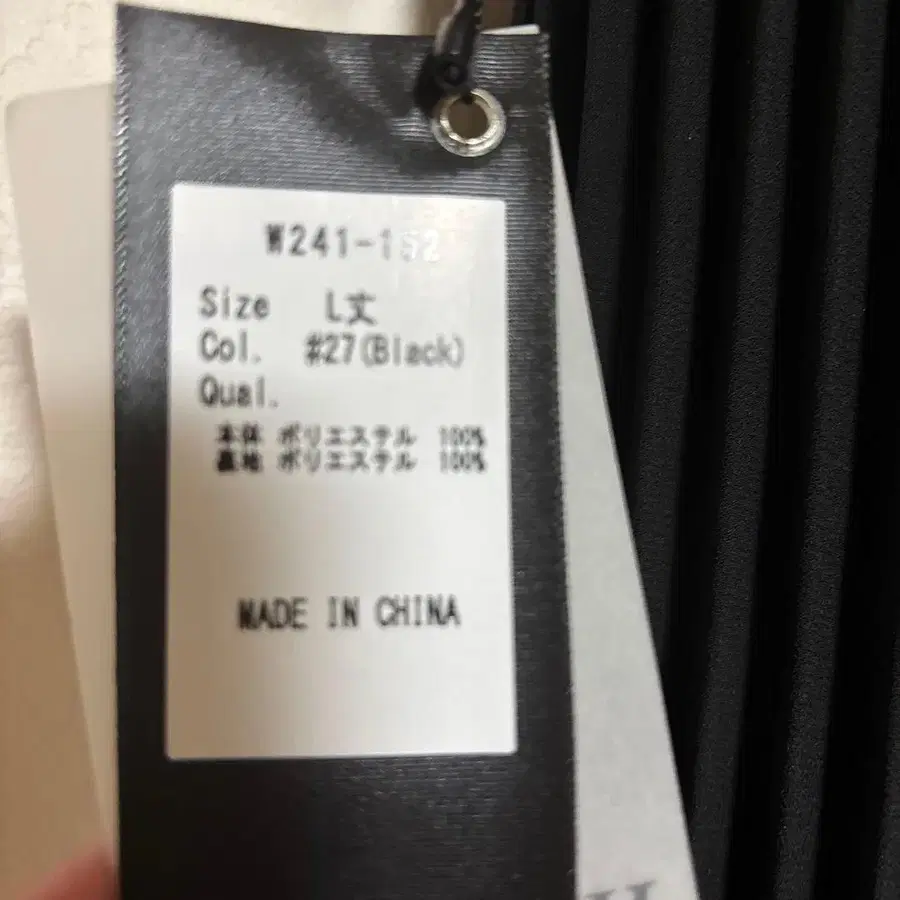 W241-152
Size L丈
Col. #27(Black)
Qual.
本体 ポリエステル 100%
裏地 ポリエステル 100%
MADE IN CHINA